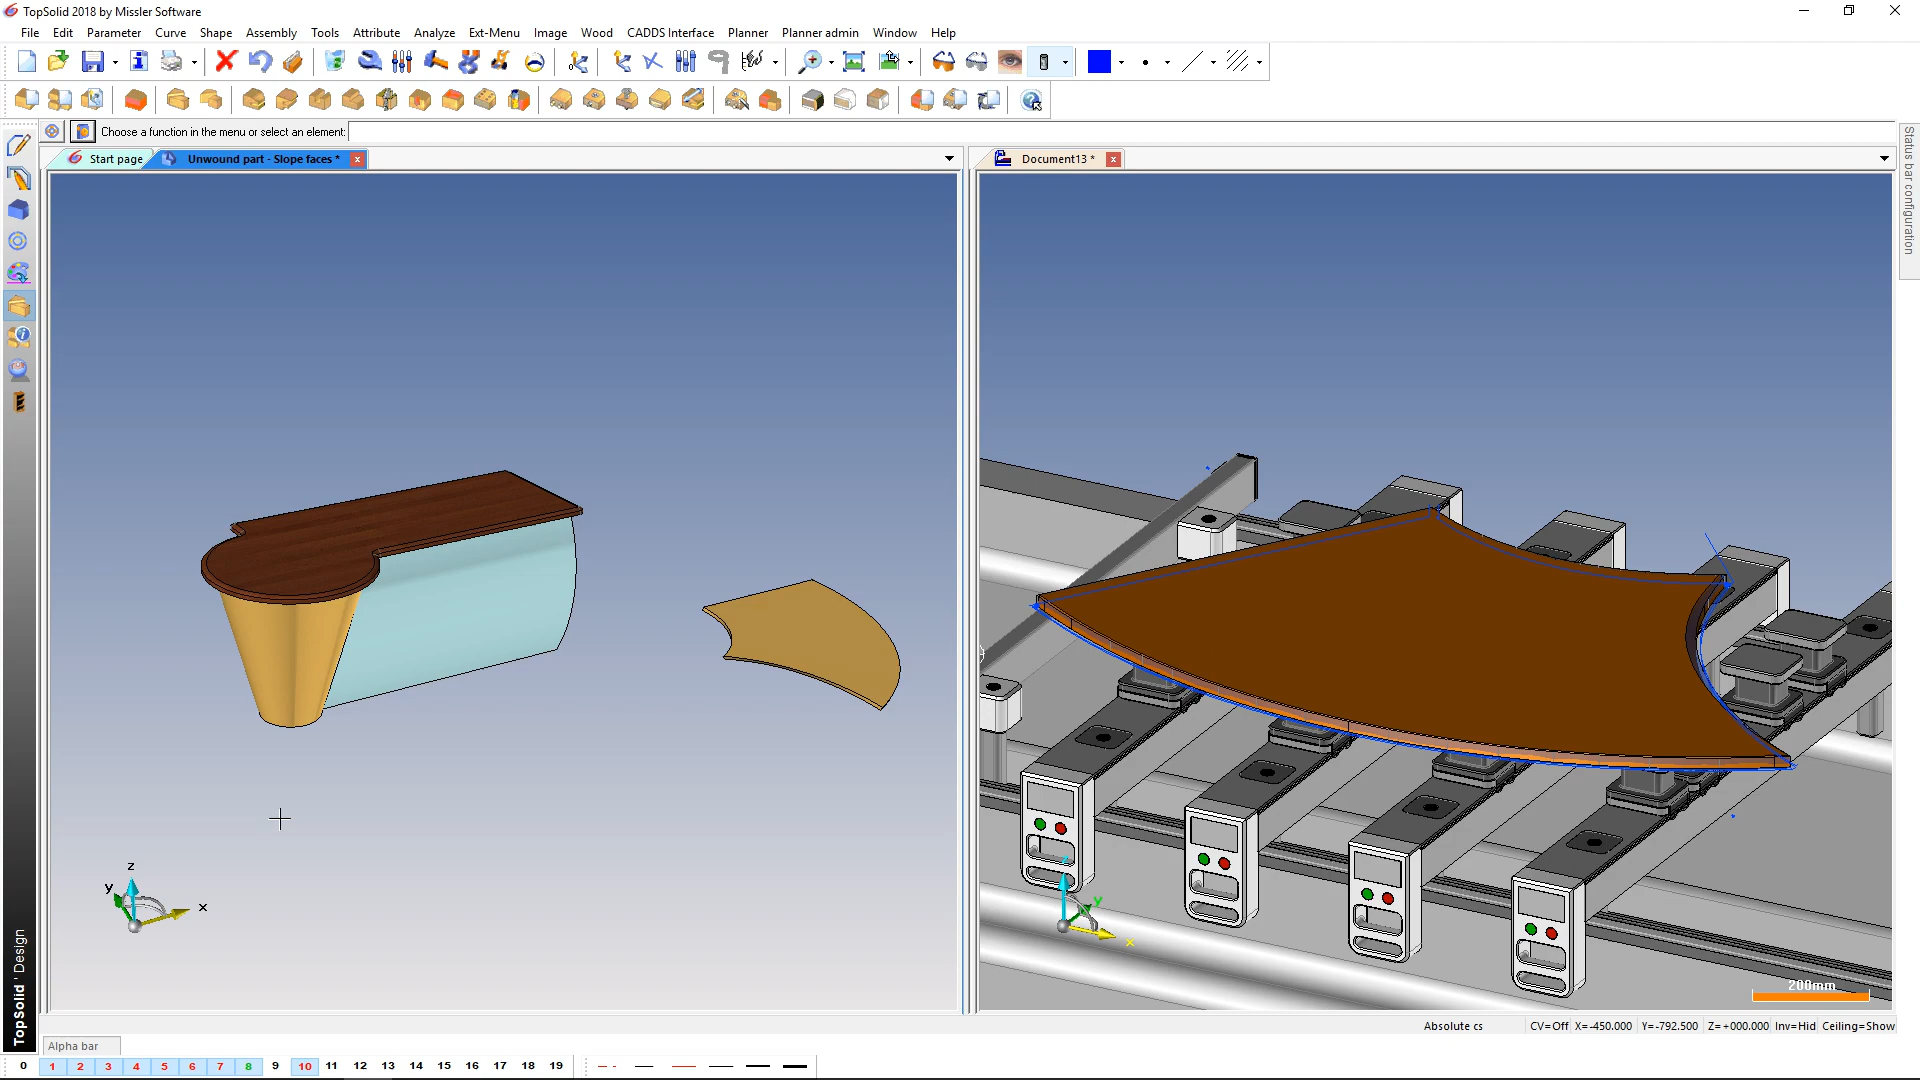 TopSolid 2018 by Missler Software
File Edit Parameter Curve Shape Assembly Tools Attribute Analyze Ext-Menu Image Wood CADDS Interface Planner Planner admin Window Help
Choose a function in the menu or select an element:
Start page
Unwound part - Slope faces *
Document13 *
Status bar configuration
z
y
x
y
x
200mm
TopSolid ' Design
Absolute cs
CV=Off X=-450.000 Y=-792.500 Z=+000.000 Inv=Hid Ceiling=Show
Alpha bar
0 1 2 3 4 5 6 7 8 9 10 11 12 13 14 15 16 17 18 19